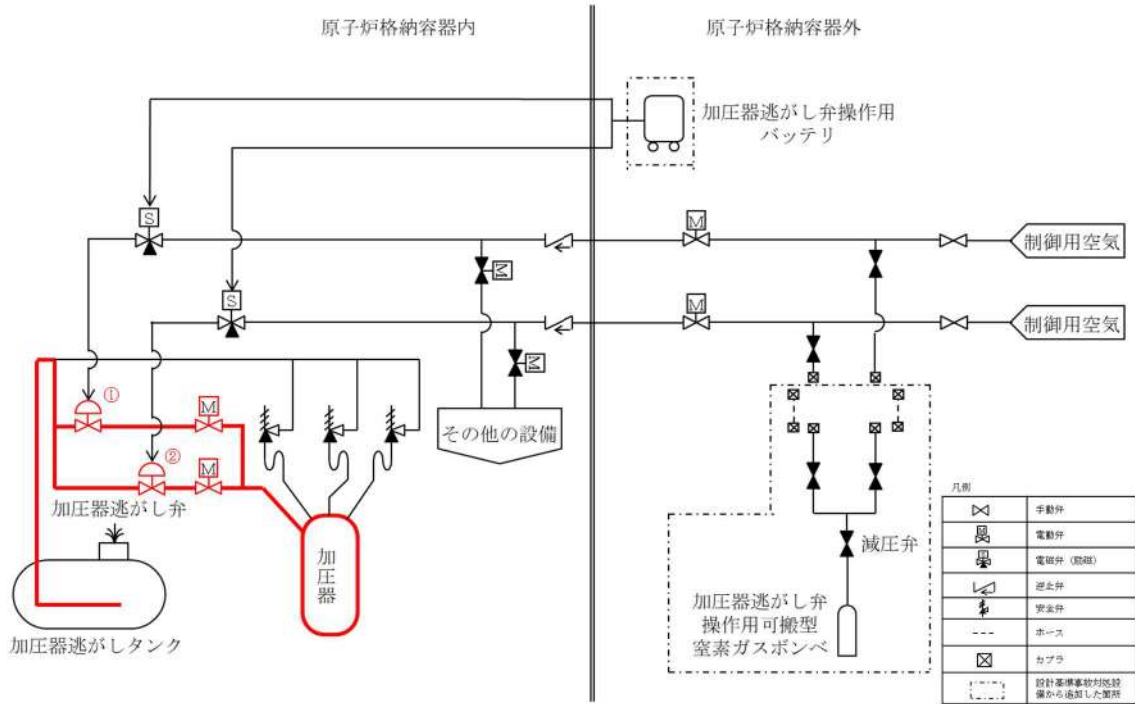 原子炉格納容器内
原子炉格納容器外
加圧器逃がし弁操作用
バッテリ
S
M
制御用空気
M
S
M
制御用空気
M
①
M
その他の設備
②
M
加圧器逃がし弁
加圧器
加圧器逃がしタンク
減圧弁
加圧器逃がし弁
操作用可搬型
窒素ガスボンベ
凡例
手動弁
電動弁
電磁弁（励磁）
逆止弁
安全弁
ホース
カプラ
設計基準事故対処設
備から追加した箇所